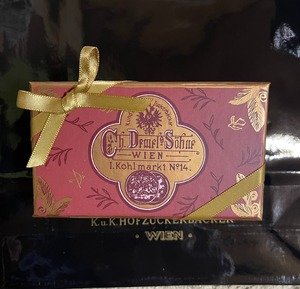 Ch. Demel's Söhne
WIEN
I. Kohlmarkt No 14.
K.u.K. HOFZUCKERBÄCKER
· WIEN ·